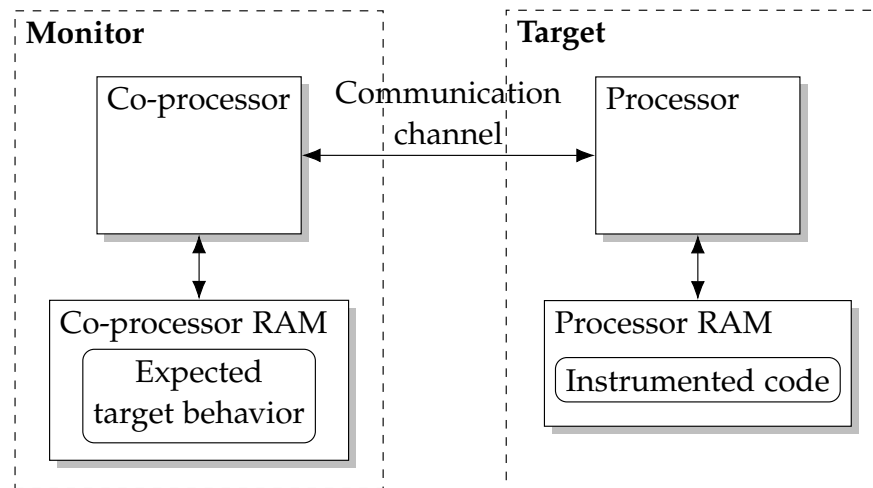 Monitor
Co-processor
Co-processor RAM
Expected
target behavior
Communication
channel
Target
Processor
Processor RAM
Instrumented code